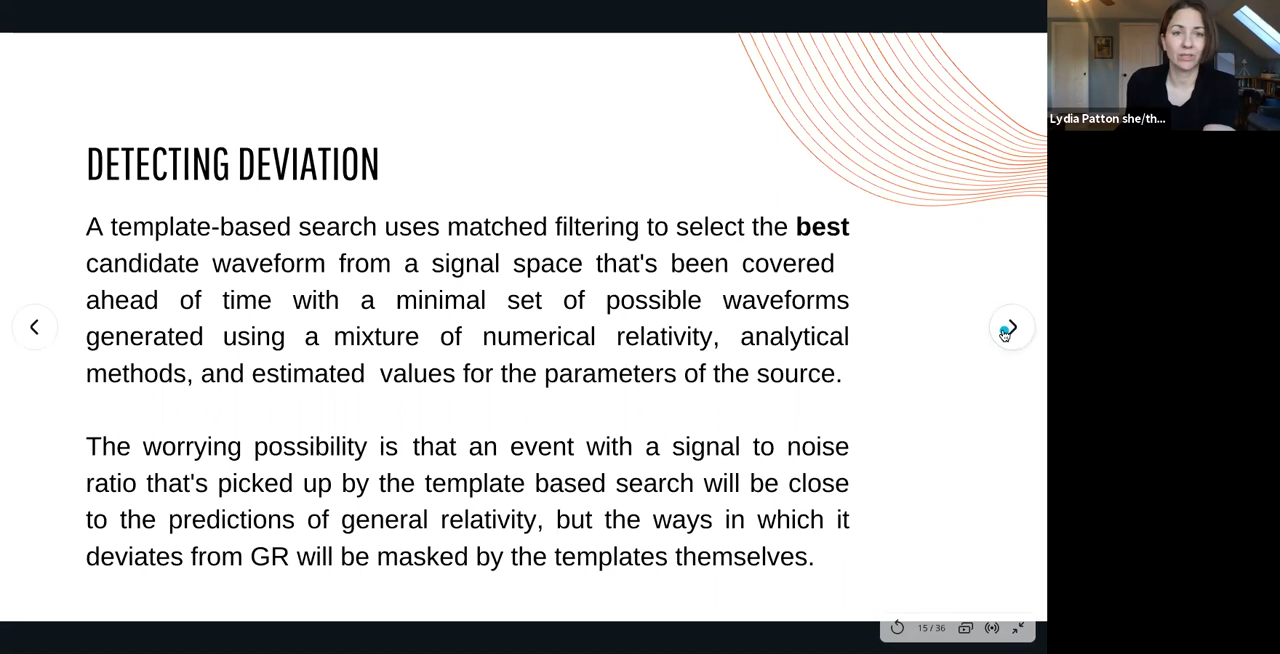 DETECTING DEVIATION
A template-based search uses matched filtering to select the best
candidate waveform from a signal space that's been covered
ahead of time with a minimal set of possible waveforms
generated using a mixture of numerical relativity, analytical
methods, and estimated values for the parameters of the source.
The worrying possibility is that an event with a signal to noise
ratio that's picked up by the template based search will be close
to the predictions of general relativity, but the ways in which it
deviates from GR will be masked by the templates themselves.
15 / 36
Lydia Patton she/th...